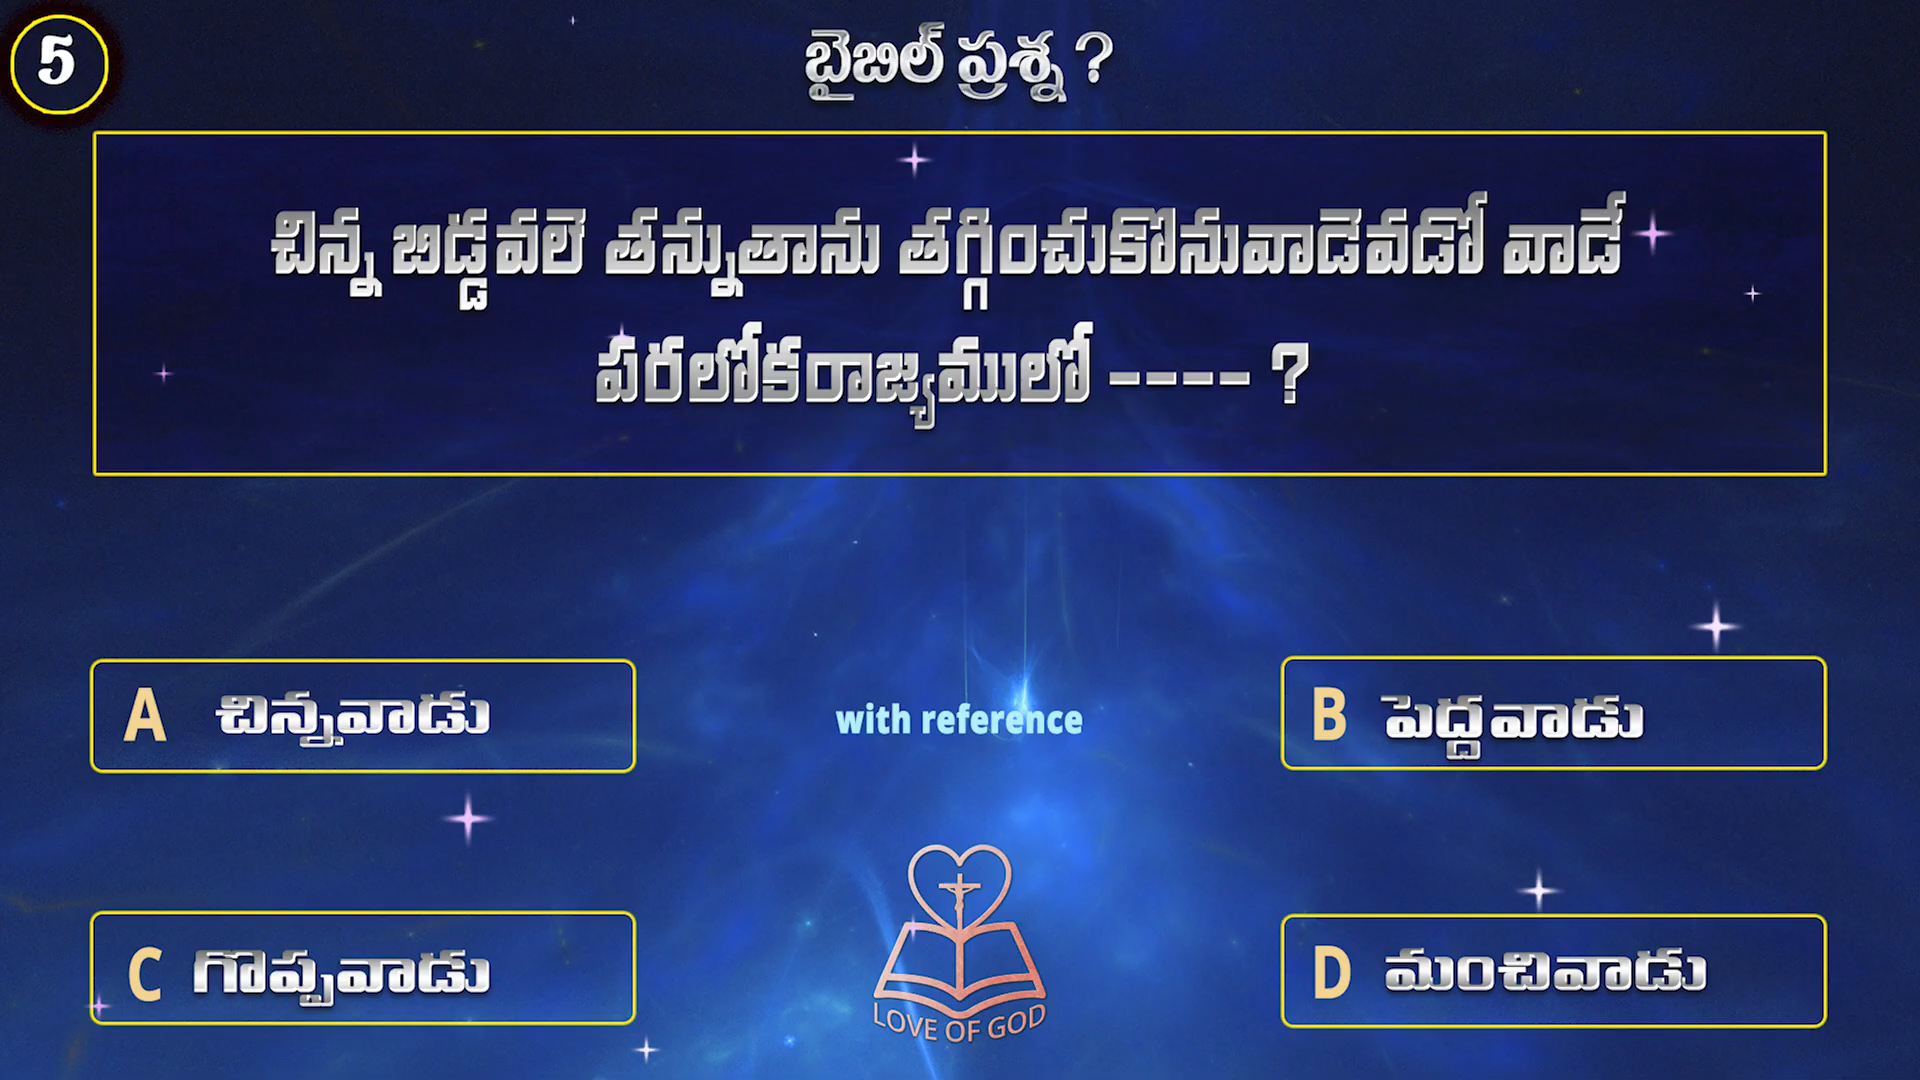 5
బైబిల్ ప్రశ్న ?
చిన్న బిడ్డవలె తన్నుతాను తగ్గించుకొనువాడెవడో వాడే
పరలోకరాజ్యములో ---- ?
A చిన్నవాడు
B పెద్దవాడు
with reference
C గొప్పవాడు
D మంచివాడు
LOVE OF GOD